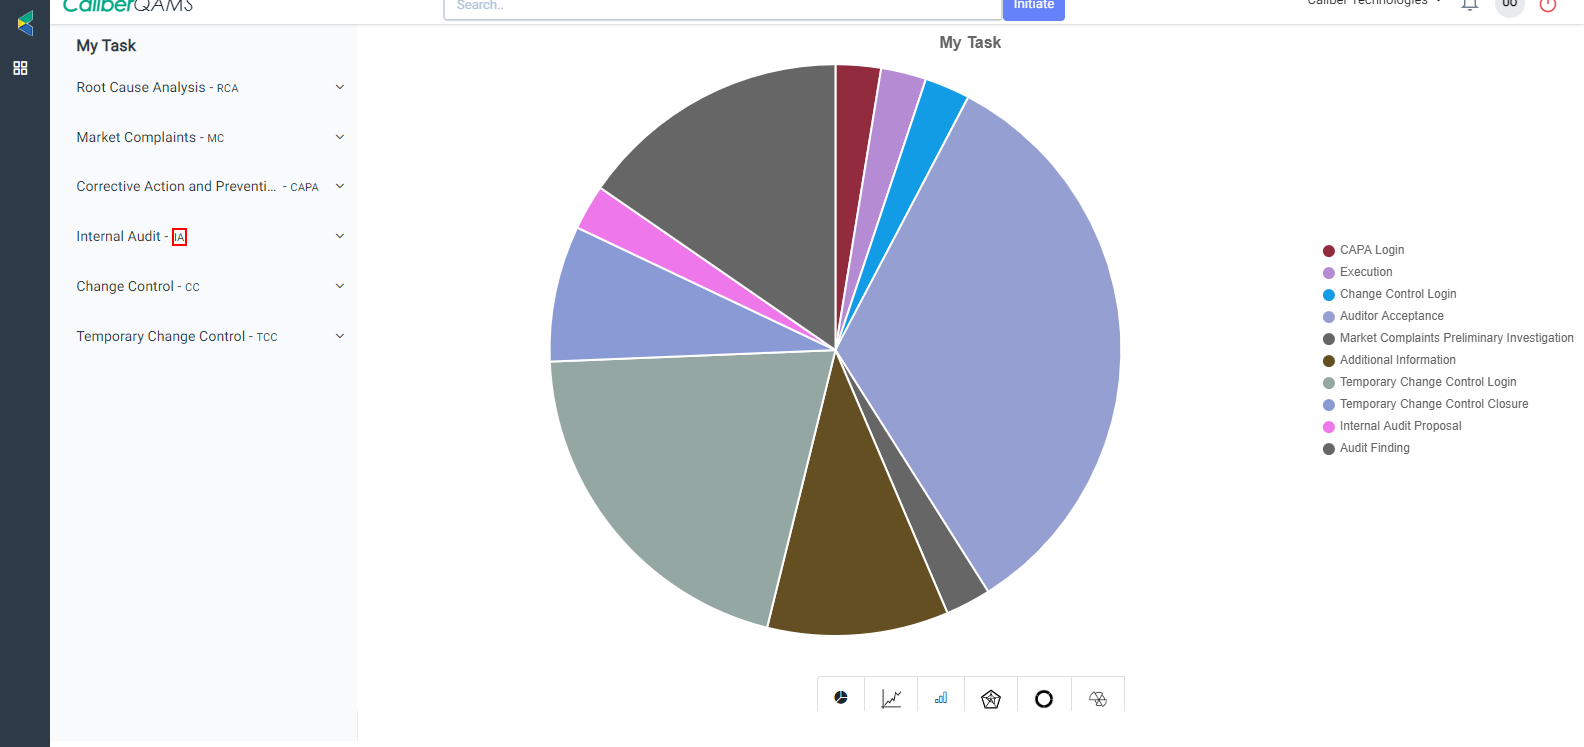 CaliberQAMS
Search..
Initiate
Caliber Technologies
My Task
Root Cause Analysis - RCA
Market Complaints - MC
Corrective Action and Preventi... - CAPA
Internal Audit - IA
Change Control - CC
Temporary Change Control - TCC
My Task
CAPA Login
Execution
Change Control Login
Auditor Acceptance
Market Complaints Preliminary Investigation
Additional Information
Temporary Change Control Login
Temporary Change Control Closure
Internal Audit Proposal
Audit Finding